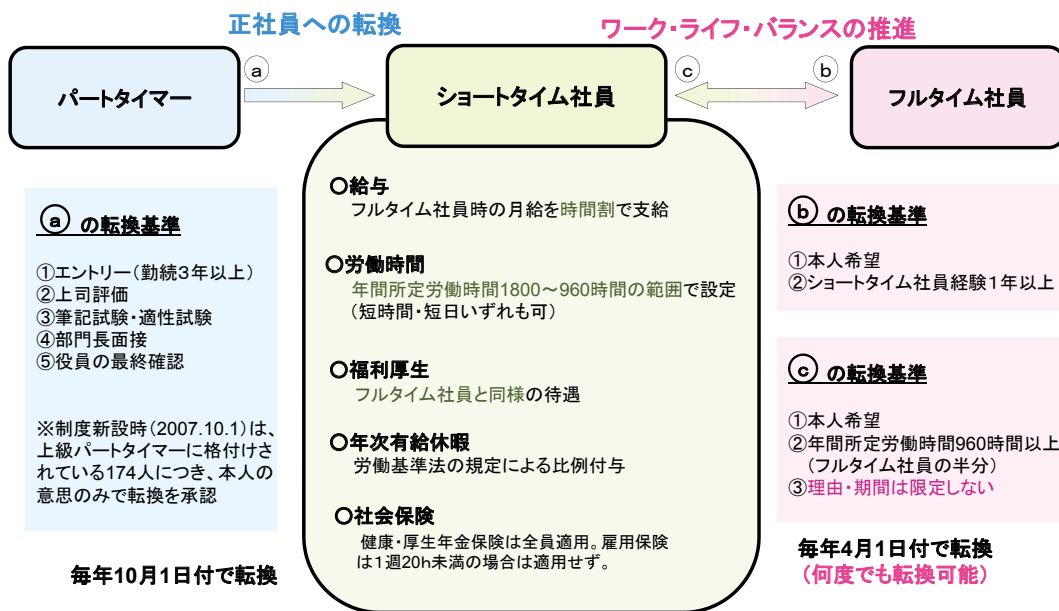 正社員への転換
ワーク・ライフ・バランスの推進
パートタイマー
ⓐ
ショートタイム社員
ⓒ
ⓑ
フルタイム社員
ⓐ の転換基準
①エントリー(勤続3年以上)
②上司評価
③筆記試験・適性試験
④部門長面接
⑤役員の最終確認
※制度新設時(2007.10.1)は、
上級パートタイマーに格付けさ
れている174人につき、本人の
意思のみで転換を承認
毎年10月1日付で転換
○給与
フルタイム社員時の月給を時間割で支給
○労働時間
年間所定労働時間1800～960時間の範囲で設定
(短時間・短日いずれも可)
○福利厚生
フルタイム社員と同様の待遇
○年次有給休暇
労働基準法の規定による比例付与
○社会保険
健康・厚生年金保険は全員適用。雇用保険
は1週20h未満の場合は適用せず。
ⓑ の転換基準
①本人希望
②ショートタイム社員経験1年以上
ⓒ の転換基準
①本人希望
②年間所定労働時間960時間以上
(フルタイム社員の半分)
③理由・期間は限定しない
毎年4月1日付で転換
(何度でも転換可能)